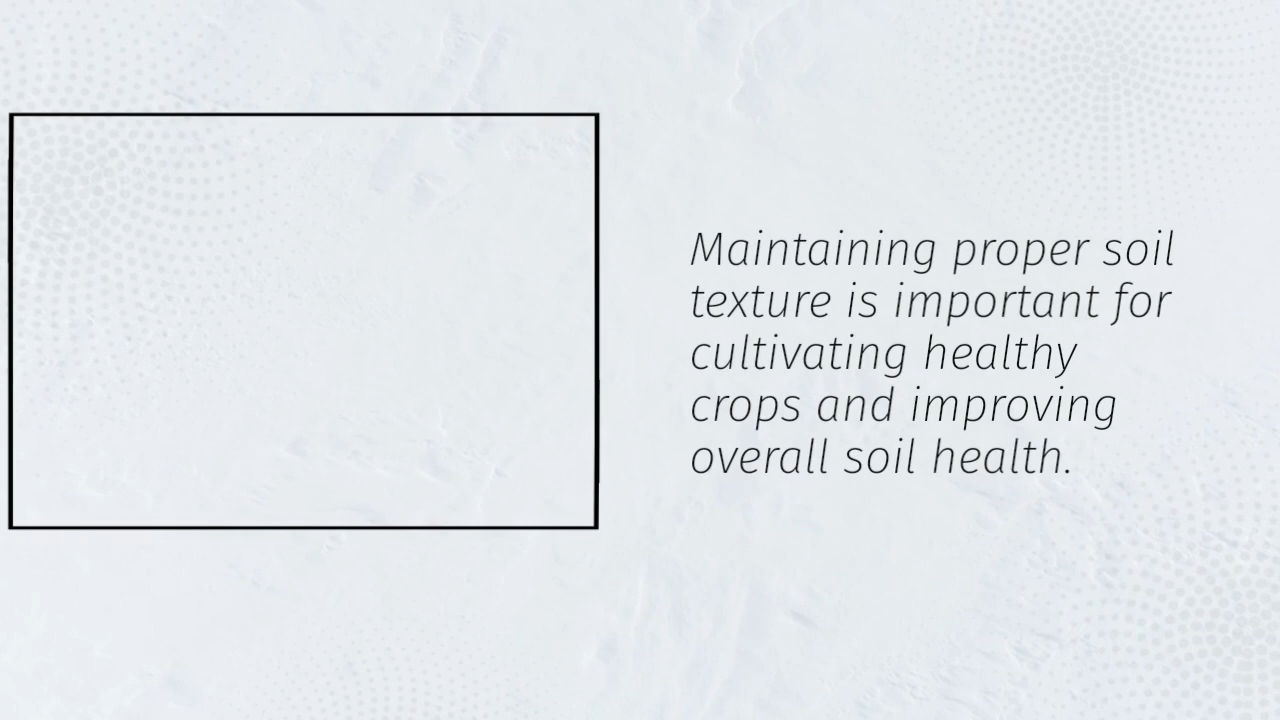 Maintaining proper soil
texture is important for
cultivating healthy
crops and improving
overall soil health.